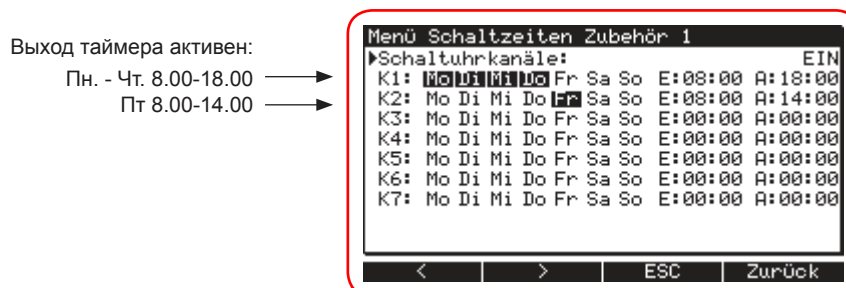 Выход таймера активен:
Пн. - Чт. 8.00-18.00
Пт 8.00-14.00
Menü Schaltzeiten Zubehör 1
▶Schaltuhrkanäle: EIN
K1: Mo Di Mi Do Fr Sa So E:08:00 A:18:00
K2: Mo Di Mi Do Fr Sa So E:08:00 A:14:00
K3: Mo Di Mi Do Fr Sa So E:00:00 A:00:00
K4: Mo Di Mi Do Fr Sa So E:00:00 A:00:00
K5: Mo Di Mi Do Fr Sa So E:00:00 A:00:00
K6: Mo Di Mi Do Fr Sa So E:00:00 A:00:00
K7: Mo Di Mi Do Fr Sa So E:00:00 A:00:00
< > ESC Zurück